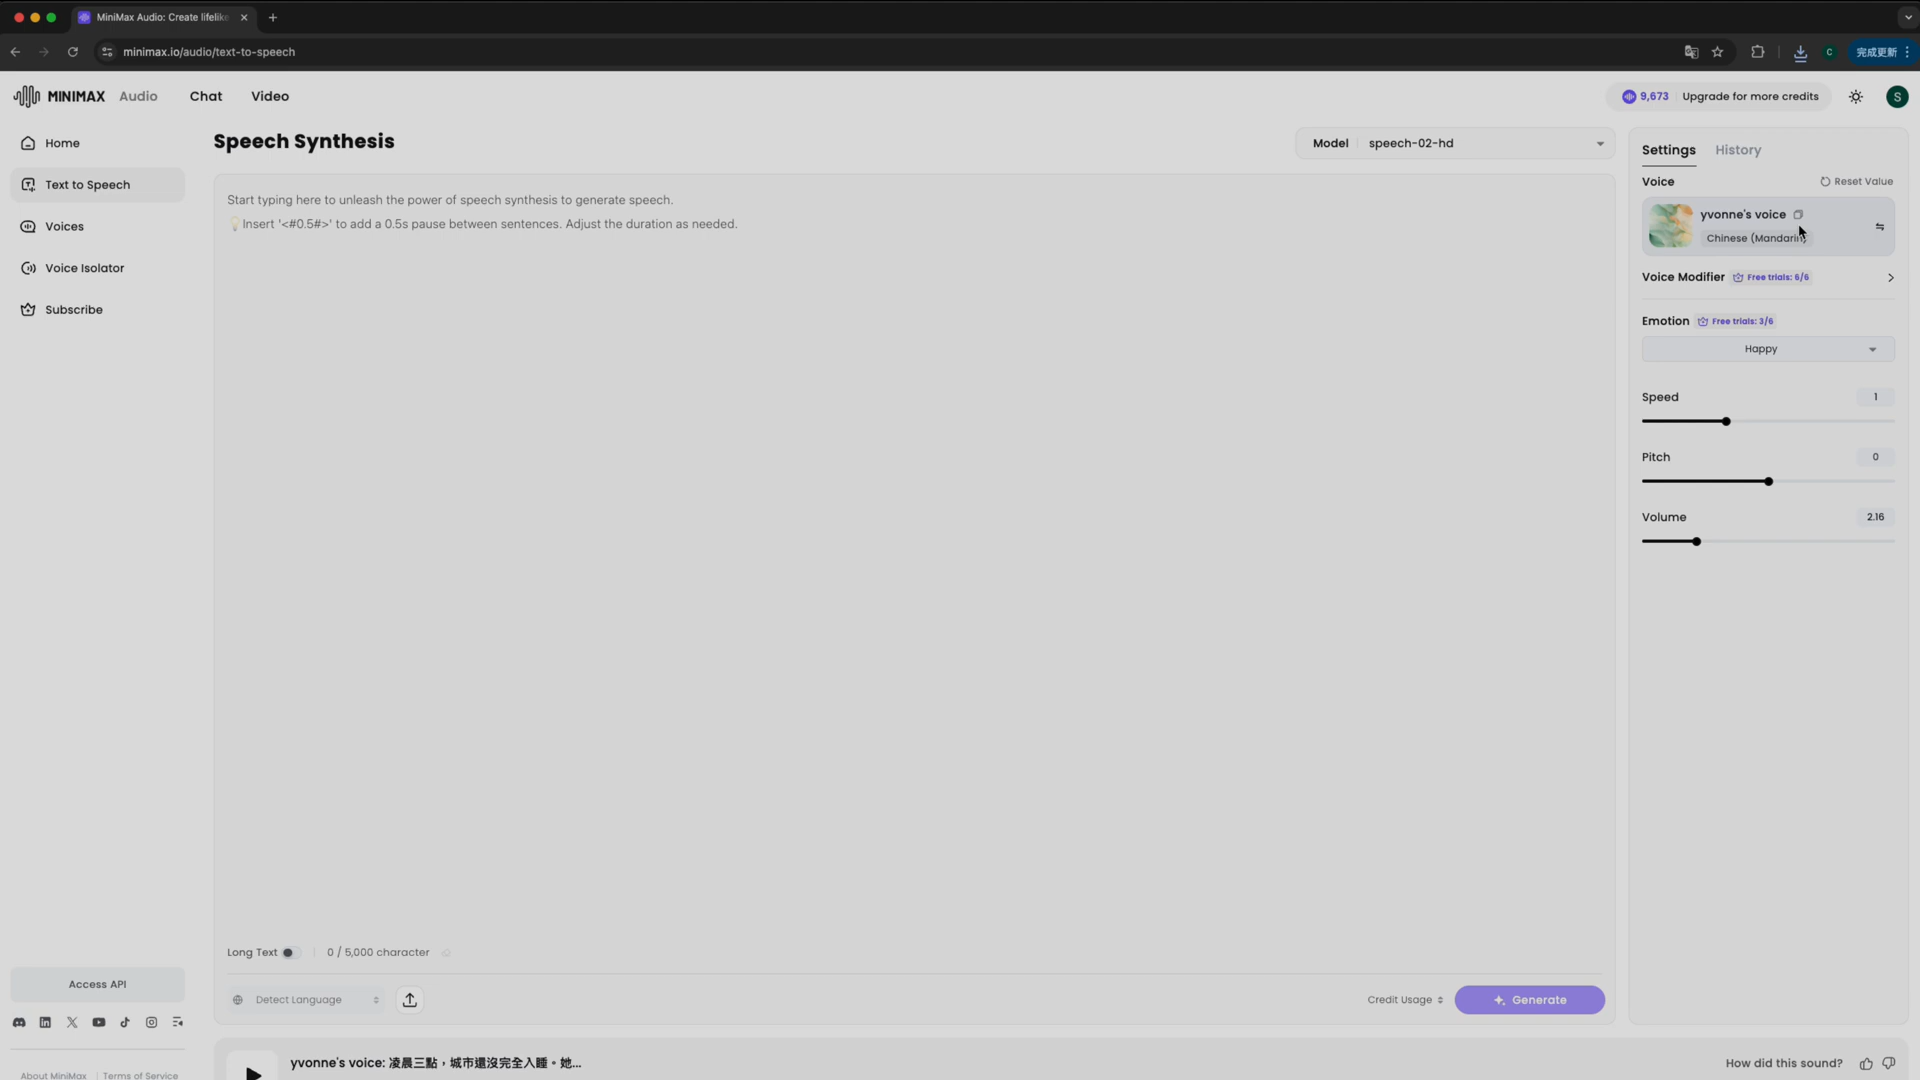 MiniMax Audio: Create lifelike
minimax.io/audio/text-to-speech
C
完成更新
MINIMAX Audio
Chat
Video
9,673
Upgrade for more credits
S
Home
Text to Speech
Voices
Voice Isolator
Subscribe
Speech Synthesis
Model speech-02-hd
Start typing here to unleash the power of speech synthesis to generate speech.
Insert '<#0.5#>' to add a 0.5s pause between sentences. Adjust the duration as needed.
Settings
History
Voice
Reset Value
yvonne's voice
Chinese (Mandarin)
Voice Modifier Free trials: 6/6
Emotion Free trials: 3/6
Happy
Speed 1
Pitch 0
Volume 2.16
Long Text
0 / 5,000 character
Detect Language
Credit Usage
Generate
Access API
About MiniMax | Terms of Service
yvonne's voice: 凌晨三點，城市還沒完全入睡。她...
How did this sound?